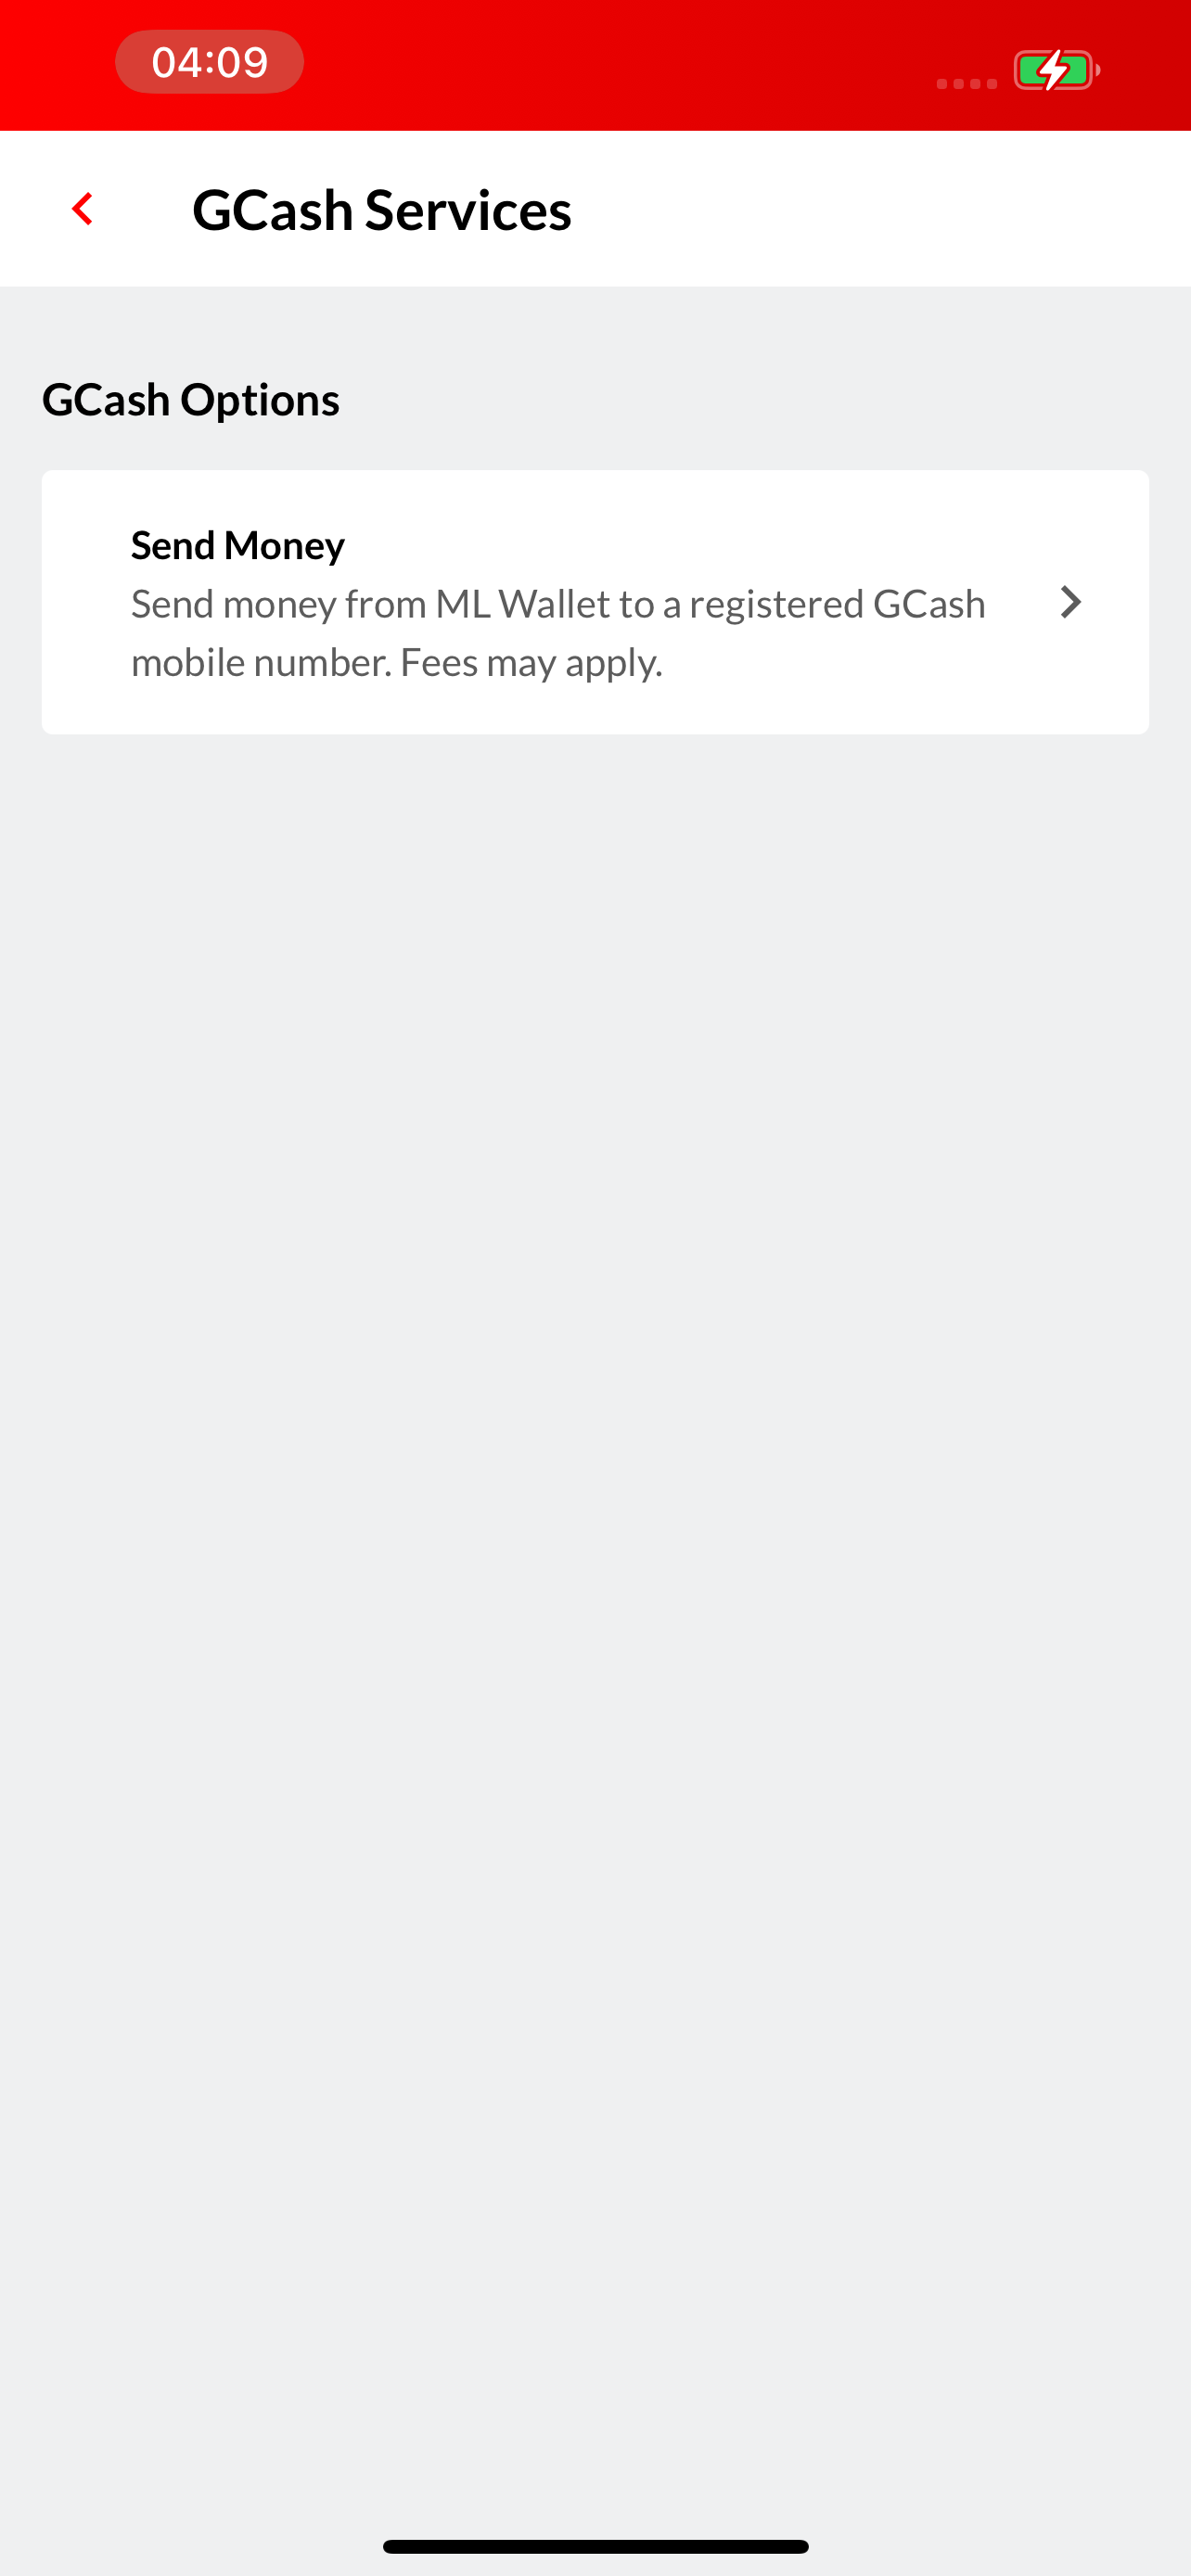 04:09
GCash Services
GCash Options
Send Money
Send money from ML Wallet to a registered GCash
mobile number. Fees may apply.